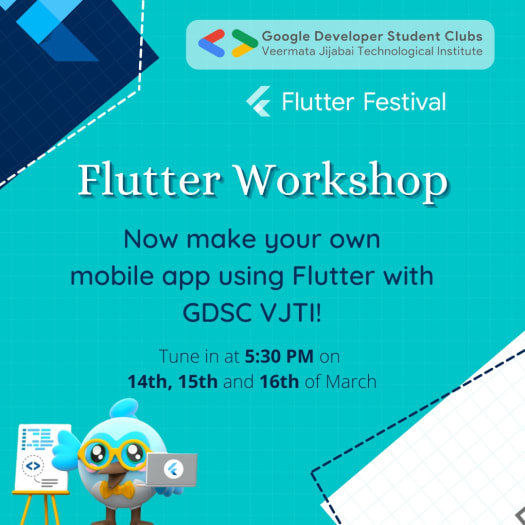 Google Developer Student Clubs
Veermata Jijabai Technological Institute
Flutter Festival
Flutter Workshop
Now make your own
mobile app using Flutter with
GDSC VJTI!
Tune in at 5:30 PM on
14th, 15th and 16th of March